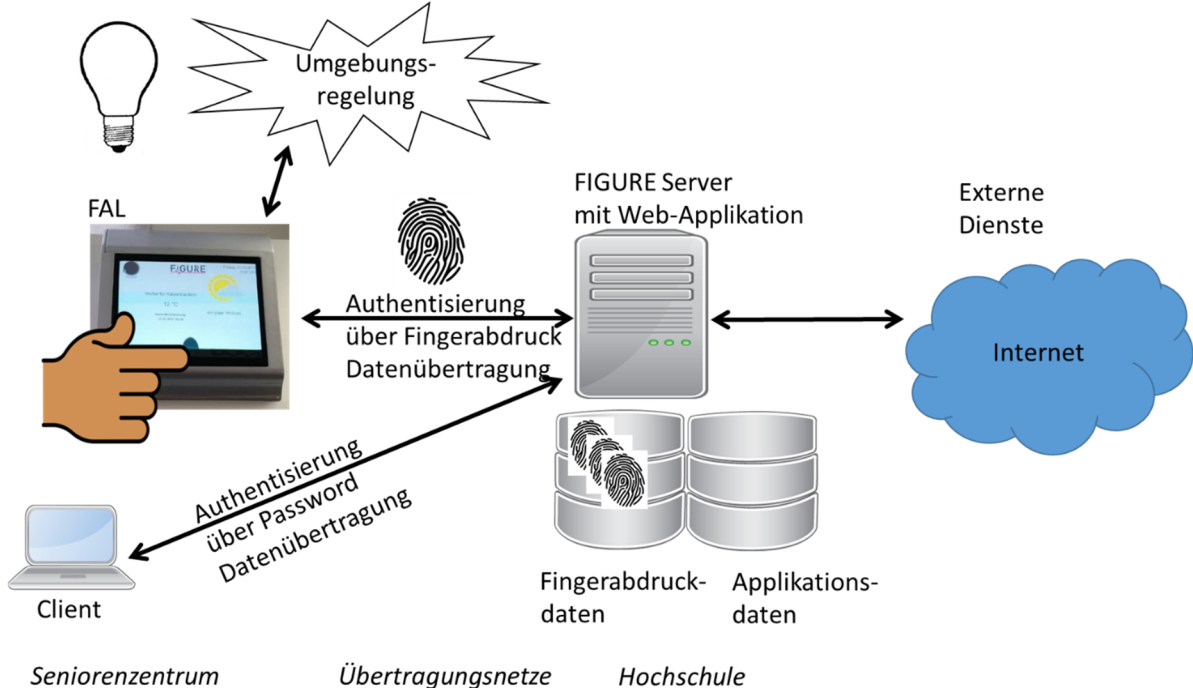 Umgebungs-
regelung
FAL
FIGURE
12 °C
Authentisierung
über Fingerabdruck
Datenübertragung
FIGURE Server
mit Web-Applikation
Externe
Dienste
Internet
Authentisierung
über Password
Datenübertragung
Client
Fingerabdruck-
daten
Applikations-
daten
Seniorenzentrum
Übertragungsnetze
Hochschule